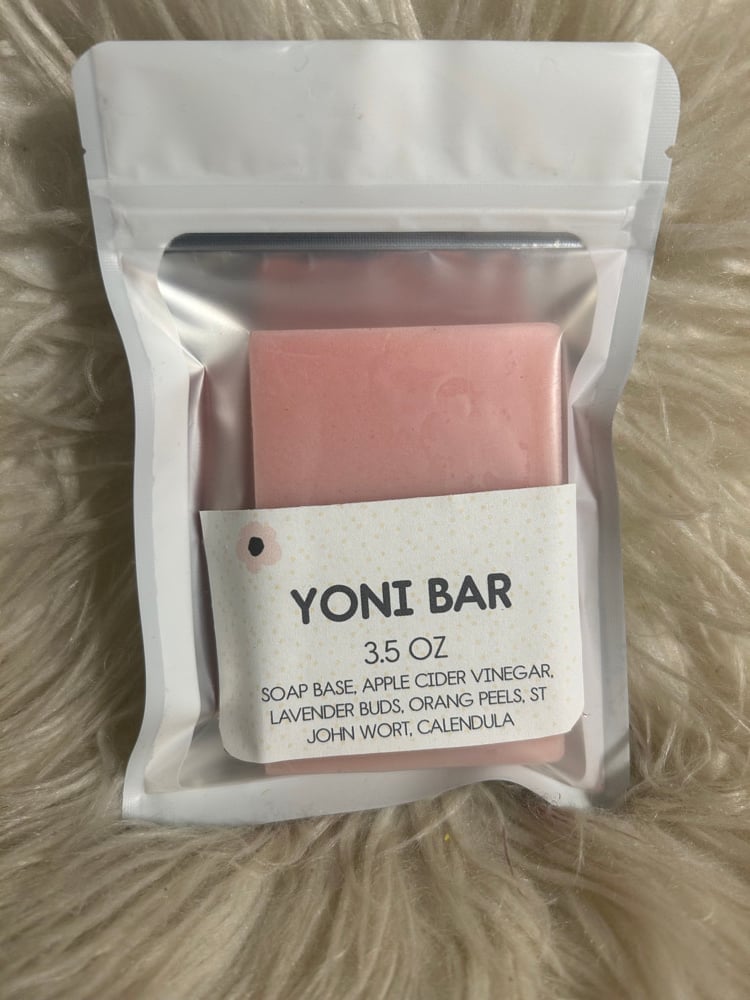 YONI BAR
3.5 OZ
SOAP BASE, APPLE CIDER VINEGAR,
LAVENDER BUDS, ORANG PEELS, ST
JOHN WORT, CALENDULA